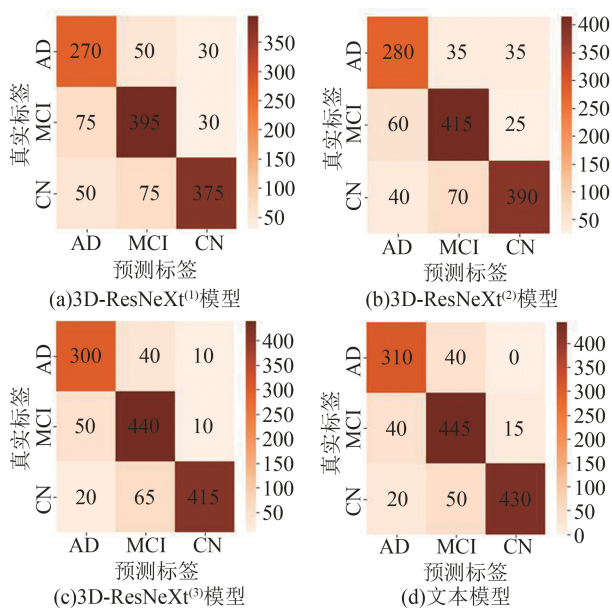 AD 270 50 30
MCI 75 395 30
CN 50 75 375
AD MCI CN
真实标签
预测标签
350
300
250
200
150
100
50
(a)3D-ResNeXt⁽¹⁾模型
AD 280 35 35
MCI 60 415 25
CN 40 70 390
AD MCI CN
真实标签
预测标签
400
350
300
250
200
150
100
50
(b)3D-ResNeXt⁽²⁾模型
AD 300 40 10
MCI 50 440 10
CN 20 65 415
AD MCI CN
真实标签
预测标签
400
350
300
250
200
150
100
50
(c)3D-ResNeXt⁽³⁾模型
AD 310 40 0
MCI 40 445 15
CN 20 50 430
AD MCI CN
真实标签
预测标签
400
350
300
250
200
150
100
50
0
(d)文本模型